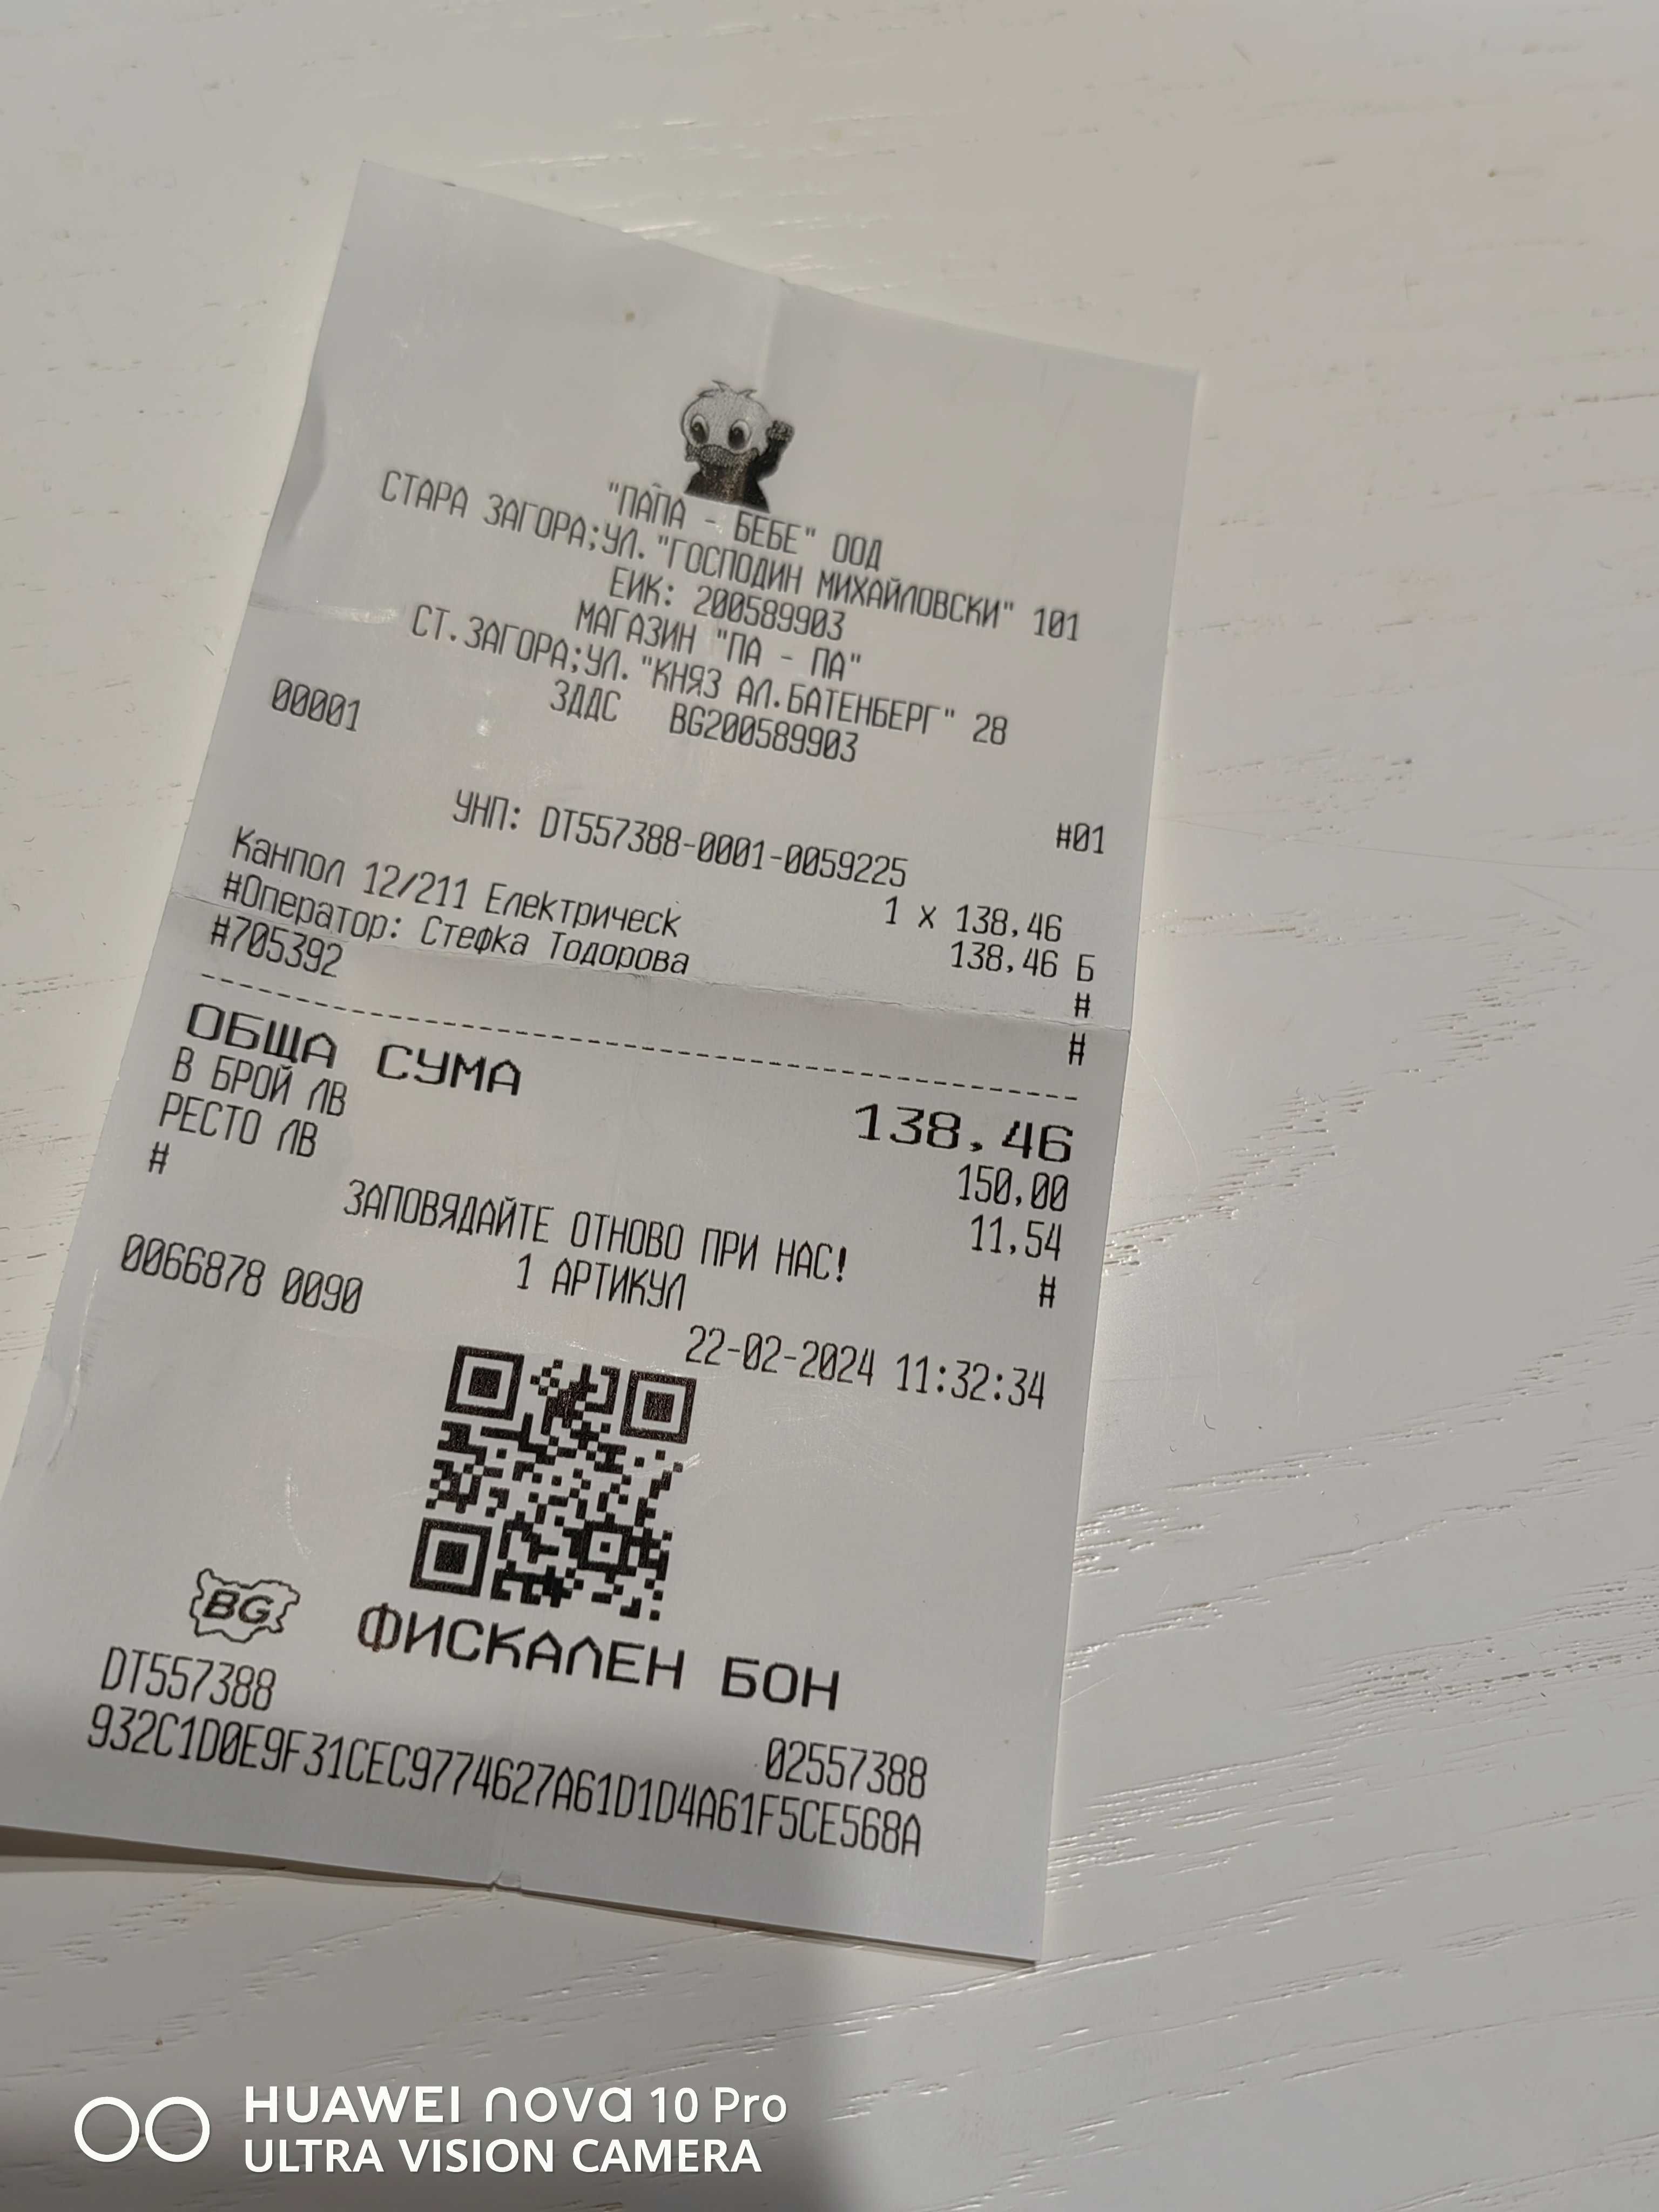 "ПАПА - БЕБЕ" ООД
СТАРА ЗАГОРА;УЛ. "ГОСПОДИН МИХАЙЛОВСКИ" 101
ЕИК: 200589903
МАГАЗИН "ПА - ПА"
СТ.ЗАГОРА;УЛ. "КНЯЗ АЛ.БАТЕНБЕРГ" 28
ЗДДС BG200589903
00001 #01
УНП: DT557388-0001-0059225
1 x 138,46
Канпол 12/211 Електрическ 138,46 Б
#Оператор: Стефка Тодорова #
#705392 #
ОБЩА СУМА 138,46
В БРОЙ ЛВ 150,00
РЕСТО ЛВ 11,54
# #
ЗАПОВЯДАЙТЕ ОТНОВО ПРИ НАС!
1 АРТИКУЛ
0066878 0090 22-02-2024 11:32:34
BG ФИСКАЛЕН БОН
DT557388 02557388
932C1D0E9F31CEC9774627A61D1D4A61F5CE568A
HUAWEI nova 10 Pro
ULTRA VISION CAMERA